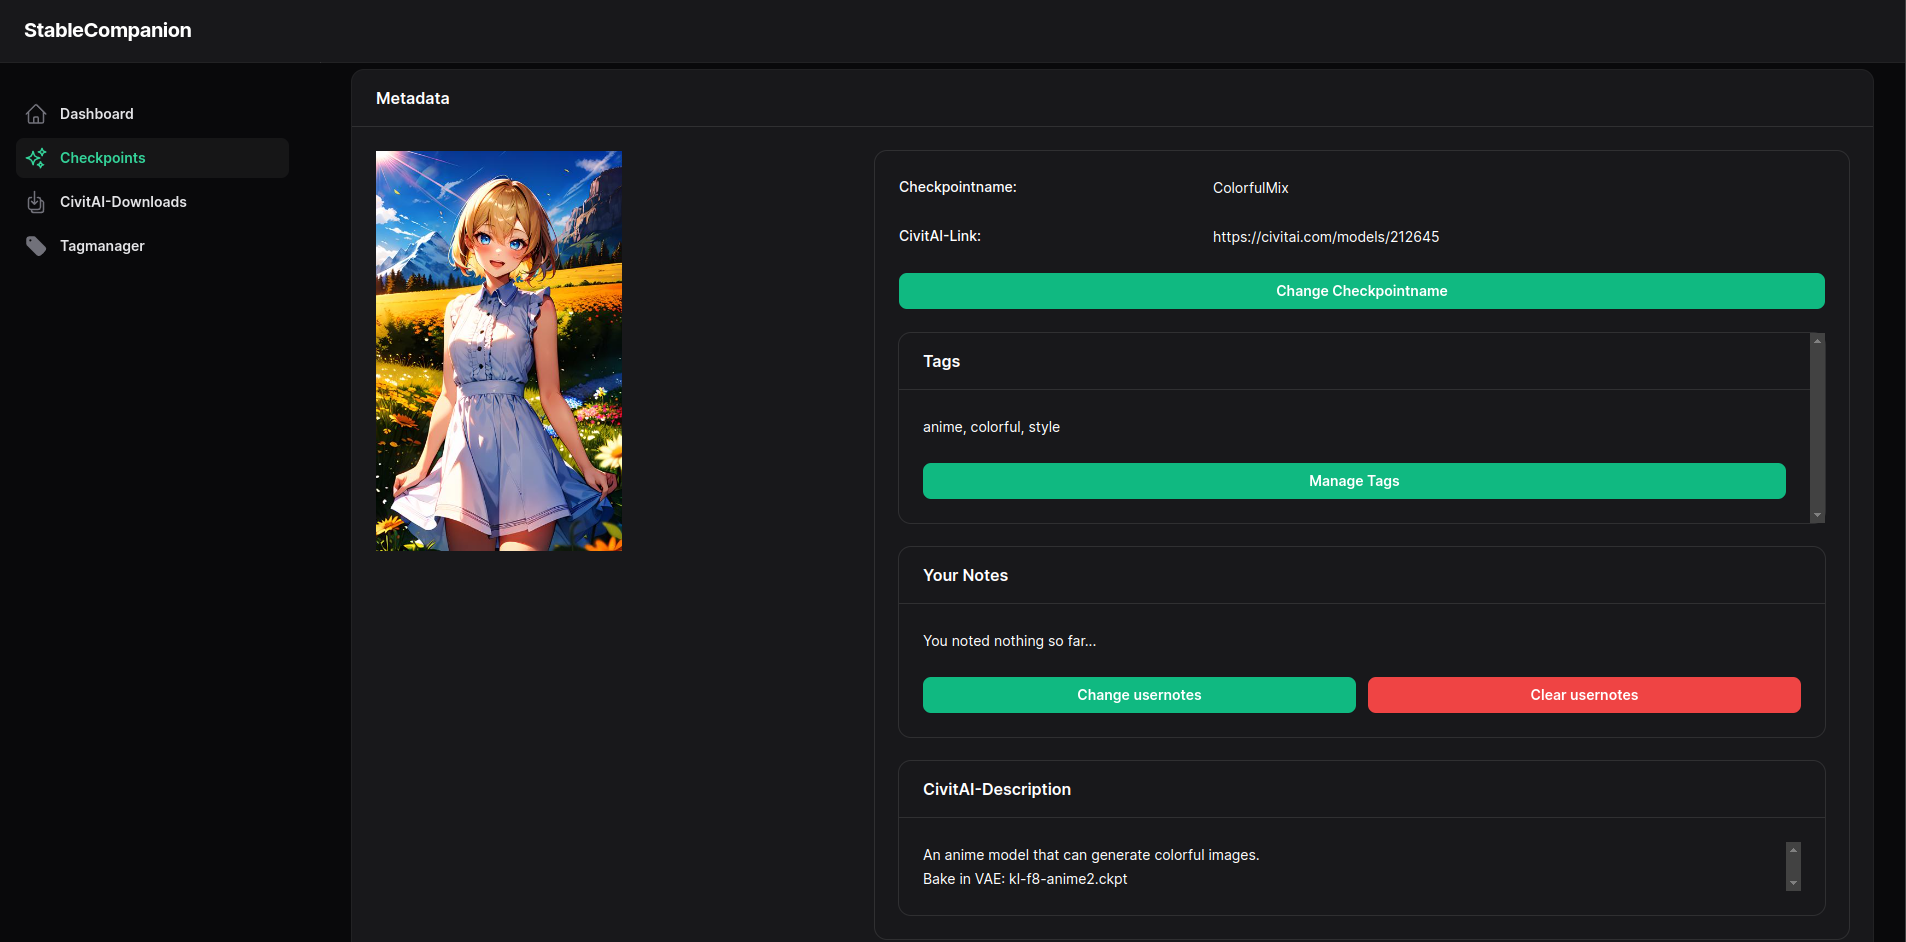 StableCompanion
Dashboard
Checkpoints
CivitAI-Downloads
Tagmanager
Metadata
Checkpointname:
ColorfulMix
CivitAI-Link:
https://civitai.com/models/212645
Change Checkpointname
Tags
anime, colorful, style
Manage Tags
Your Notes
You noted nothing so far...
Change usernotes
Clear usernotes
CivitAI-Description
An anime model that can generate colorful images.
Bake in VAE: kl-f8-anime2.ckpt